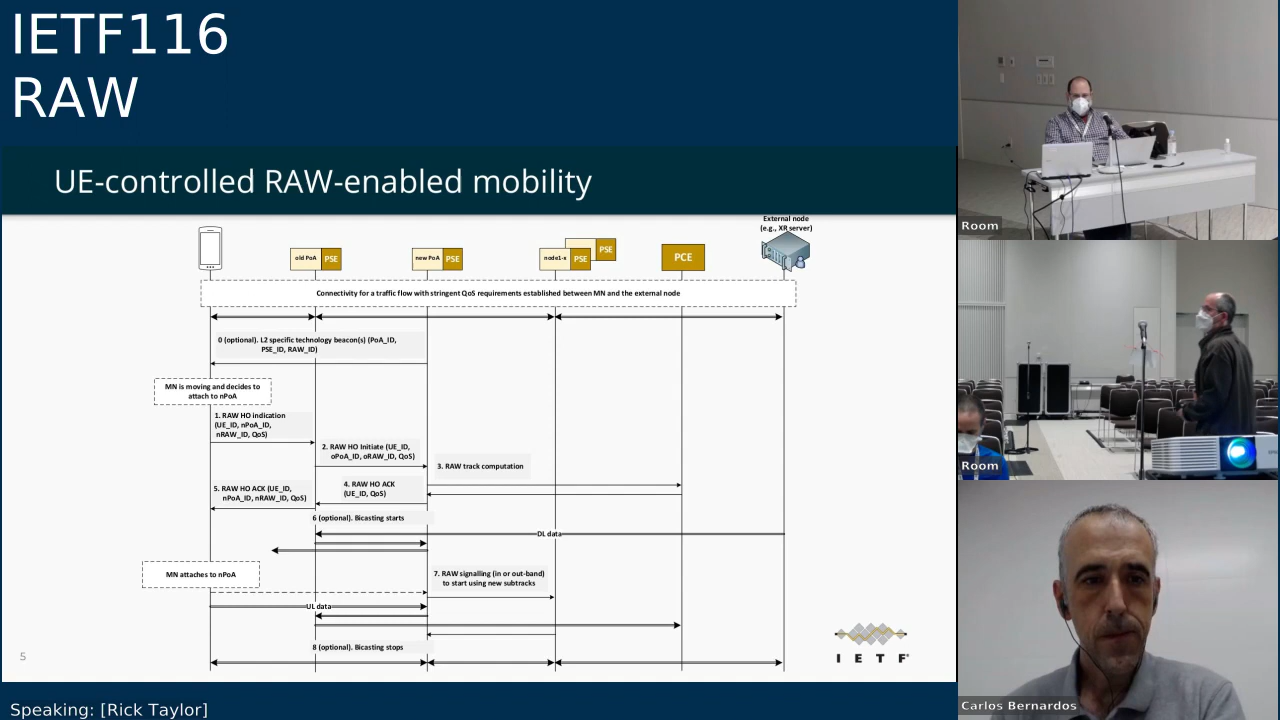 IETF116
RAW
UE-controlled RAW-enabled mobility
External node
(e.g., XR server)
old PoA
PSE
new PoA
PSE
node1-x
PSE
PSE
PCE
Connectivity for a traffic flow with stringent QoS requirements established between MN and the external node
0 (optional). L2 specific technology beacon(s) (PoA_ID,
PSE_ID, RAW_ID)
MN is moving and decides to
attach to nPoA
1. RAW HO indication
(UE_ID, nPoA_ID,
nRAW_ID, QoS)
2. RAW HO Initiate (UE_ID,
oPoA_ID, oRAW_ID, QoS)
3. RAW track computation
4. RAW HO ACK
(UE_ID, QoS)
5. RAW HO ACK (UE_ID,
nPoA_ID, nRAW_ID, QoS)
6 (optional). Bicasting starts
DL data
MN attaches to nPoA
7. RAW signalling (in or out-band)
to start using new subtracks
UL data
8 (optional). Bicasting stops
5
I E T F®
Speaking: [Rick Taylor]
Room
Room
Carlos Bernardos